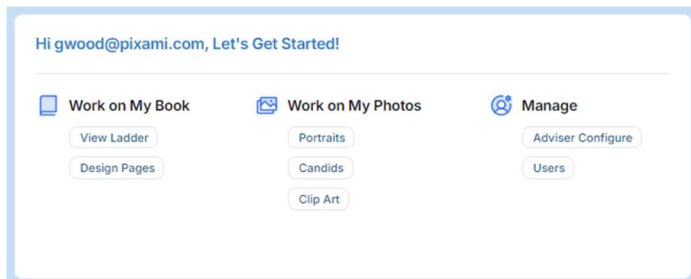 Hi gwood@pixami.com, Let's Get Started!
Work on My Book
View Ladder
Design Pages
Work on My Photos
Portraits
Candids
Clip Art
Manage
Adviser Configure
Users